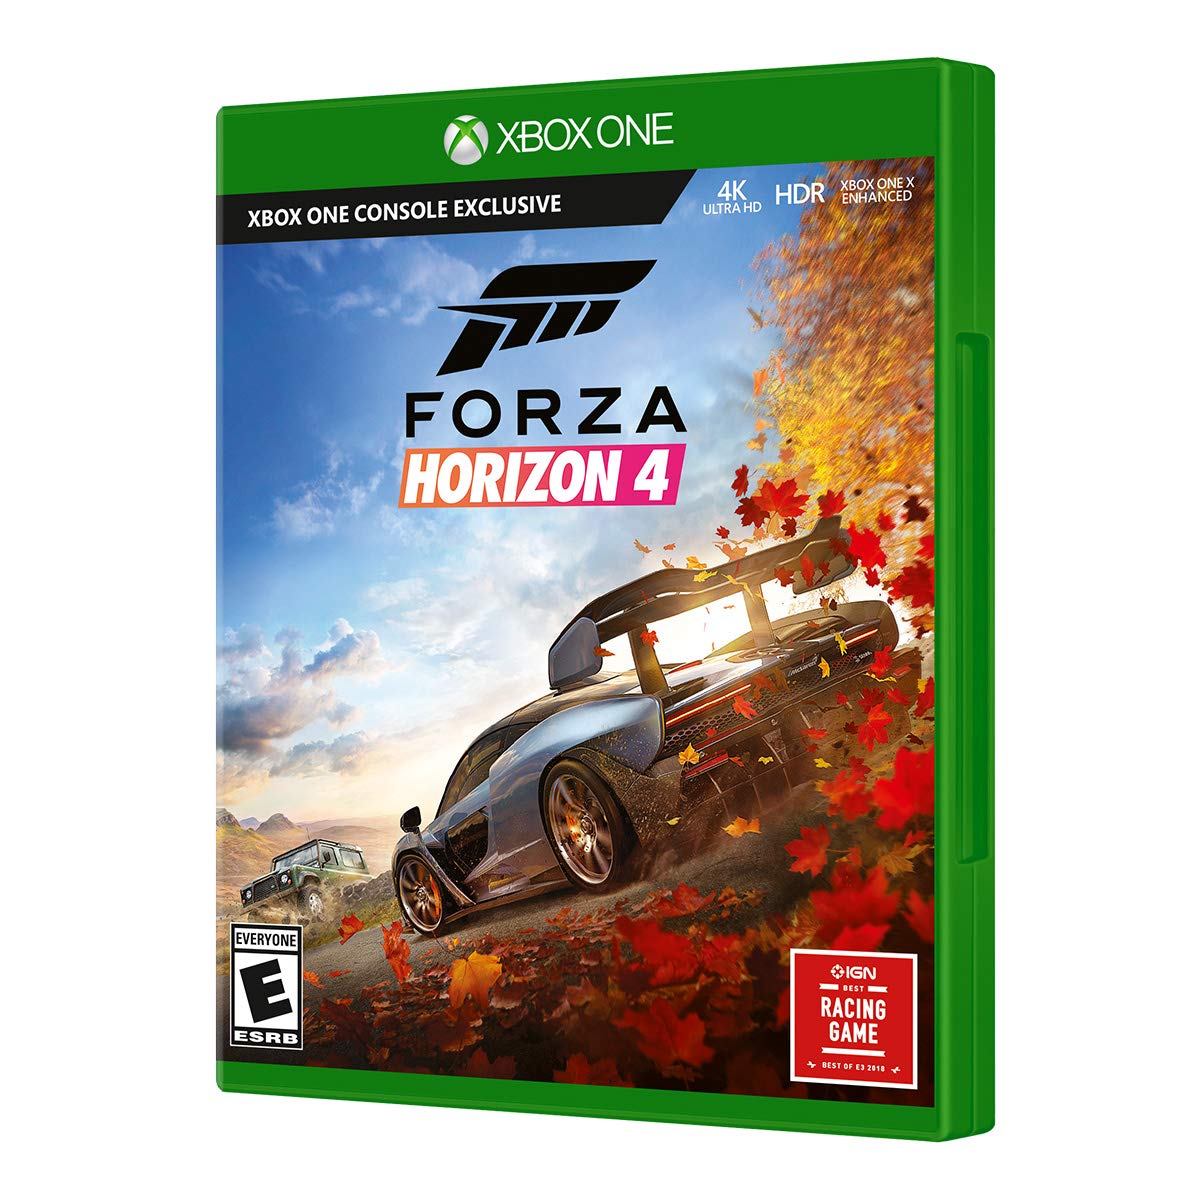 XBOX ONE
XBOX ONE CONSOLE EXCLUSIVE
4K
ULTRA HD
HDR
XBOX ONE X
ENHANCED
FORZA
HORIZON 4
McLaren
EVERYONE
E
ESRB
IGN
BEST
RACING
GAME
BEST OF E3 2018